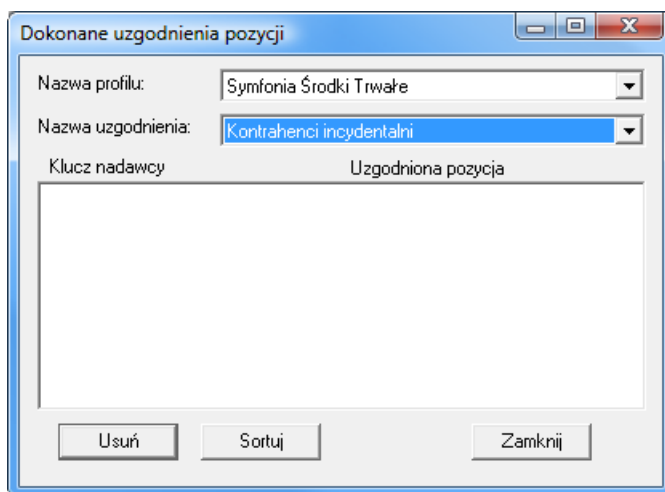 Dokonane uzgodnienia pozycji
Nazwa profilu: Symfonia Środki Trwałe
Nazwa uzgodnienia: Kontrahenci incydentalni
Klucz nadawcy Uzgodniona pozycja
Usuń Sortuj Zamknij